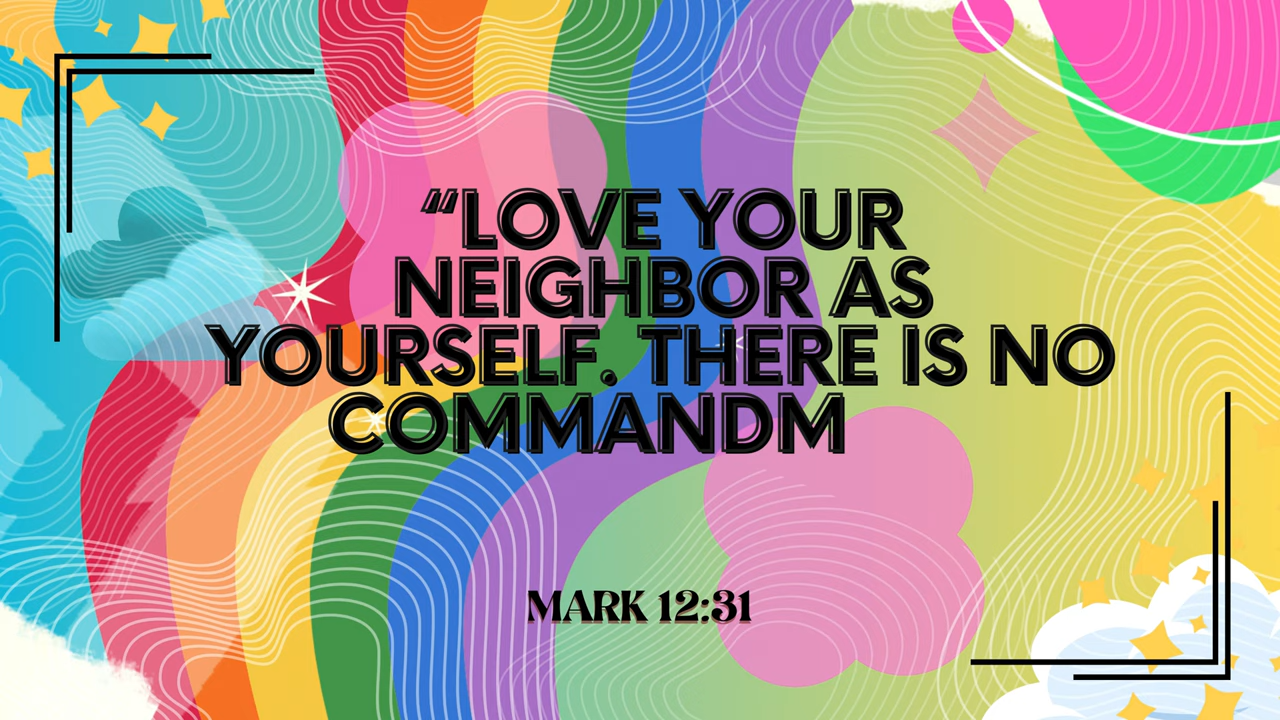 “LOVE YOUR
NEIGHBOR AS
YOURSELF. THERE IS NO
COMMANDM
MARK 12:31